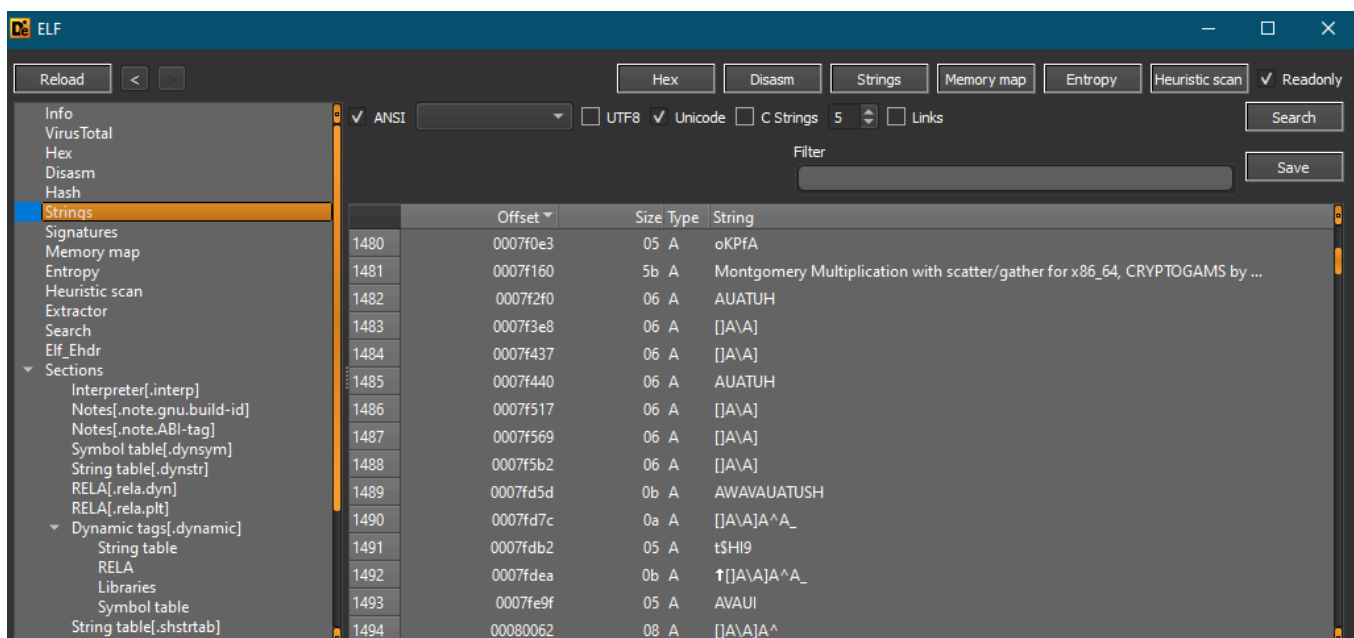 De ELF
Reload < > Hex Disasm Strings Memory map Entropy Heuristic scan Readonly
Info
VirusTotal
Hex
Disasm
Hash
Strings
Signatures
Memory map
Entropy
Heuristic scan
Extractor
Search
Elf_Ehdr
Sections
Interpreter[.interp]
Notes[.note.gnu.build-id]
Notes[.note.ABI-tag]
Symbol table[.dynsym]
String table[.dynstr]
RELA[.rela.dyn]
RELA[.rela.plt]
Dynamic tags[.dynamic]
String table
RELA
Libraries
Symbol table
String table[.shstrtab]
ANSI UTF8 Unicode C Strings 5 Links Search
Filter
Save
Offset Size Type String
1480 0007f0e3 05 A oKPfA
1481 0007f160 5b A Montgomery Multiplication with scatter/gather for x86_64, CRYPTOGAMS by ...
1482 0007f2f0 06 A AUATUH
1483 0007f3e8 06 A []A\A]
1484 0007f437 06 A []A\A]
1485 0007f440 06 A AUATUH
1486 0007f517 06 A []A\A]
1487 0007f569 06 A []A\A]
1488 0007f5b2 06 A []A\A]
1489 0007fd5d 0b A AWAVAUATUSH
1490 0007fd7c 0a A []A\A]A^A_
1491 0007fdb2 05 A t$HI9
1492 0007fdea 0b A ↑[]A\A]A^A_
1493 0007fe9f 05 A AVAUI
1494 00080062 08 A []A\A]A^